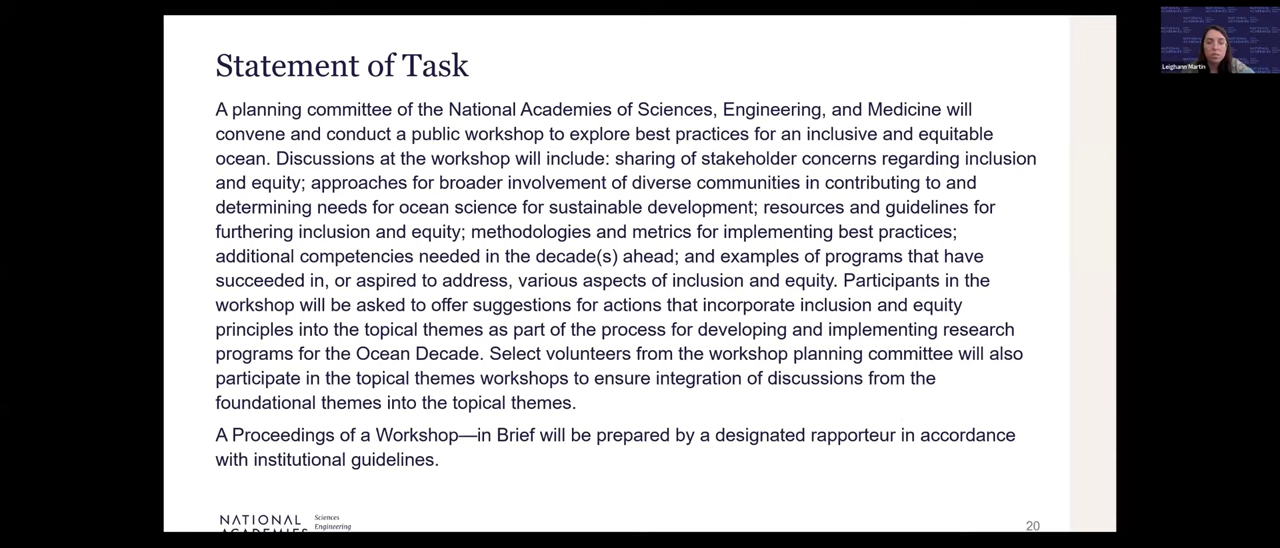 Statement of Task
A planning committee of the National Academies of Sciences, Engineering, and Medicine will
convene and conduct a public workshop to explore best practices for an inclusive and equitable
ocean. Discussions at the workshop will include: sharing of stakeholder concerns regarding inclusion
and equity; approaches for broader involvement of diverse communities in contributing to and
determining needs for ocean science for sustainable development; resources and guidelines for
furthering inclusion and equity; methodologies and metrics for implementing best practices;
additional competencies needed in the decade(s) ahead; and examples of programs that have
succeeded in, or aspired to address, various aspects of inclusion and equity. Participants in the
workshop will be asked to offer suggestions for actions that incorporate inclusion and equity
principles into the topical themes as part of the process for developing and implementing research
programs for the Ocean Decade. Select volunteers from the workshop planning committee will also
participate in the topical themes workshops to ensure integration of discussions from the
foundational themes into the topical themes.
A Proceedings of a Workshop—in Brief will be prepared by a designated rapporteur in accordance
with institutional guidelines.
NATIONAL
ACADEMIES
Sciences
Engineering
20
Leighann Martin